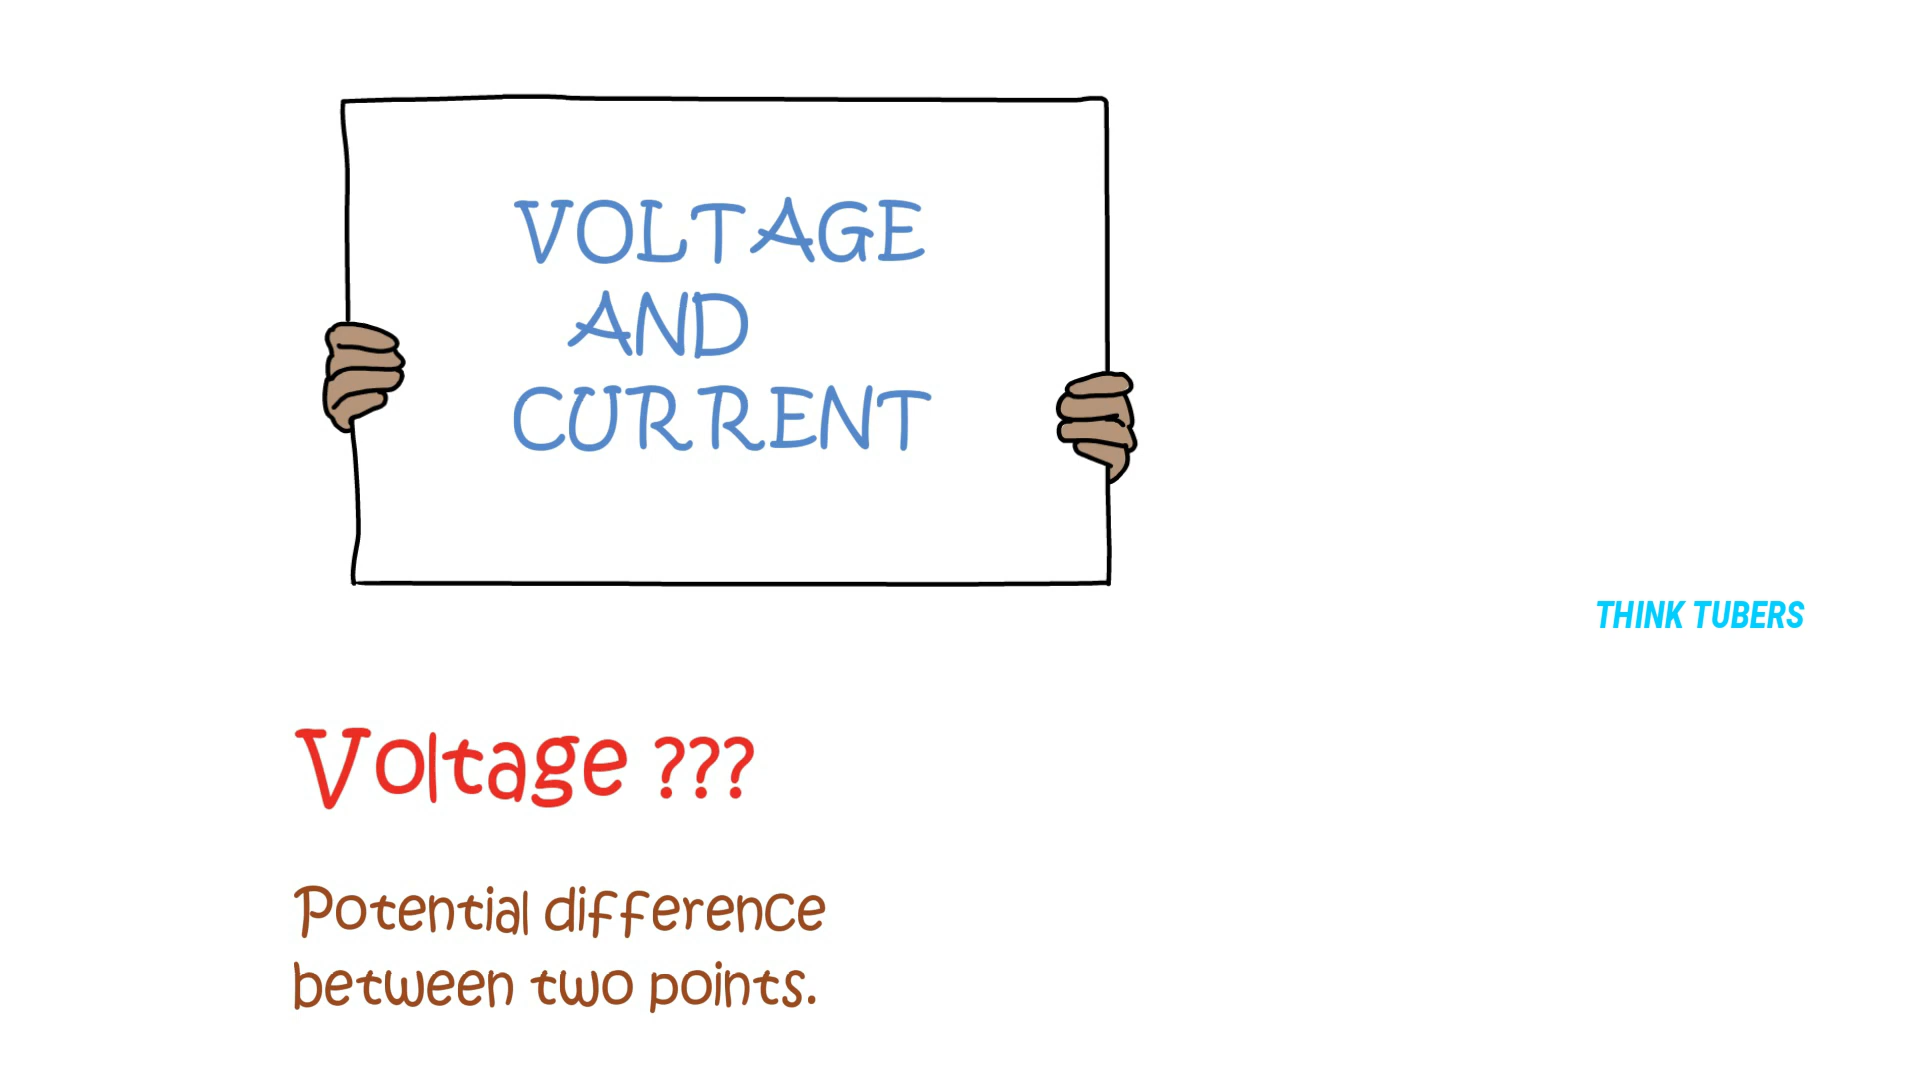 VOLTAGE
AND
CURRENT
THINK TUBERS
Voltage ???
Potential difference
between two points.